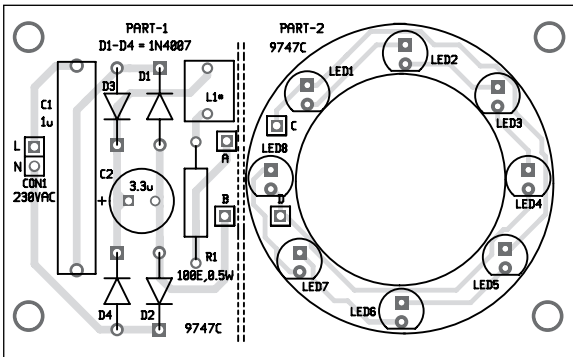 PART-1
D1-D4 = 1N4007
PART-2
9747C
D3
D1
L1*
C1
1u
L
N
CON1
230VAC
C2
3.3u
+
A
B
R1
100E,0.5W
D4
D2
9747C
LED1
LED2
LED3
C
LED8
LED4
D
LED7
LED5
LED6